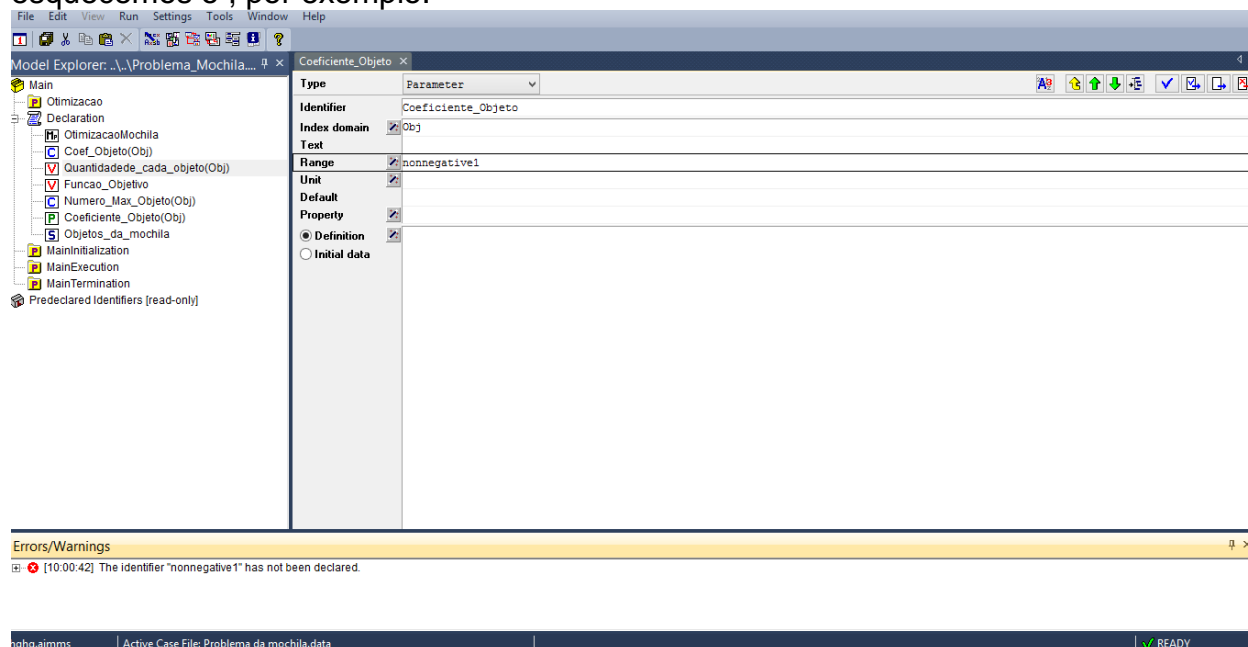 esquecemos e , por exemplo.
File Edit View Run Settings Tools Window Help
Model Explorer: ..\..\Problema_Mochila....
Coeficiente_Objeto
Main
Otimizacao
Declaration
OtimizacaoMochila
Coef_Objeto(Obj)
Quantidadede_cada_objeto(Obj)
Funcao_Objetivo
Numero_Max_Objeto(Obj)
Coeficiente_Objeto(Obj)
Objetos_da_mochila
MainInitialization
MainExecution
MainTermination
Predeclared Identifiers [read-only]
Type Parameter
Identifier Coeficiente_Objeto
Index domain Obj
Text
Range nonnegative1
Unit
Default
Property
Definition
Initial data
Errors/Warnings
[10:00:42] The identifier "nonnegative1" has not been declared.
Active Case File: Problema da mochila.data READY